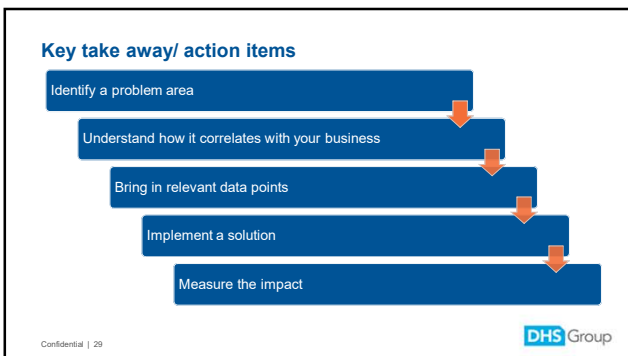 Key take away/ action items
Identify a problem area
Understand how it correlates with your business
Bring in relevant data points
Implement a solution
Measure the impact
Confidential | 29
DHS Group